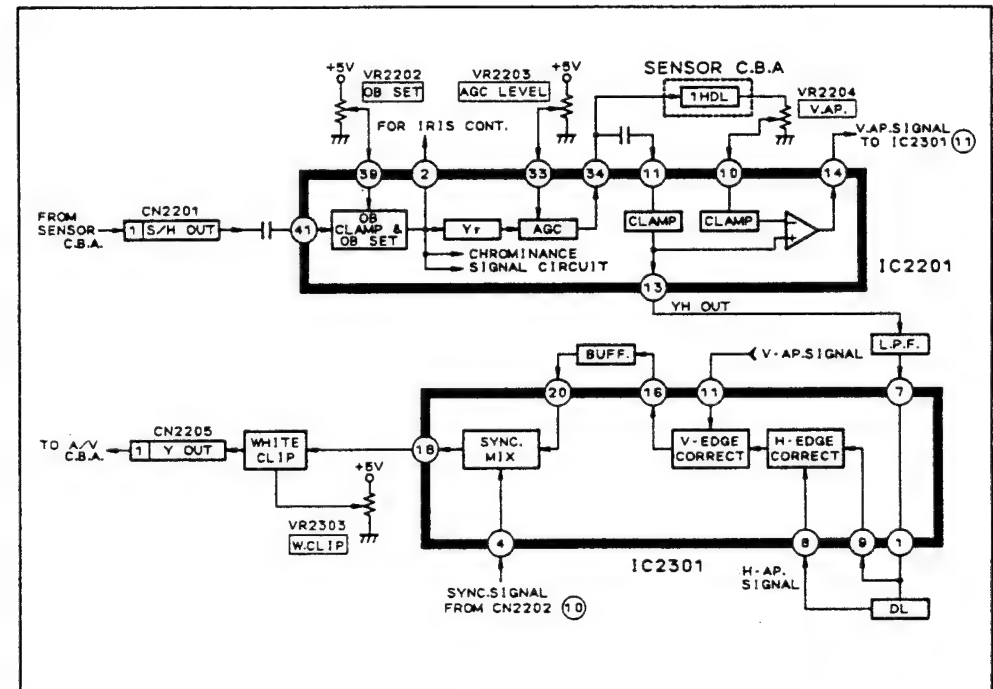 +5V
VR2202
OB SET
VR2203
AGC LEVEL
+5V
SENSOR C.B.A
1HDL
VR2204
V.AP.
FOR IRIS CONT.
V.AP.SIGNAL
TO IC2301 11
39
2
33
34
11
10
14
FROM
SENSOR
C.B.A.
CN2201
1 S/H OUT
41
OB
CLAMP &
OB SET
Yr
AGC
CLAMP
CLAMP
CHROMINANCE
SIGNAL CIRCUIT
IC2201
13
YH OUT
L.P.F.
BUFF.
V-AP.SIGNAL
20
16
11
7
TO A/V
C.B.A.
CN2205
1 Y OUT
WHITE
CLIP
18
SYNC.
MIX
V-EDGE
CORRECT
H-EDGE
CORRECT
+5V
VR2303
W.CLIP
4
8
9
1
IC2301
H-AP.
SIGNAL
SYNC.SIGNAL
FROM CN2202 10
DL